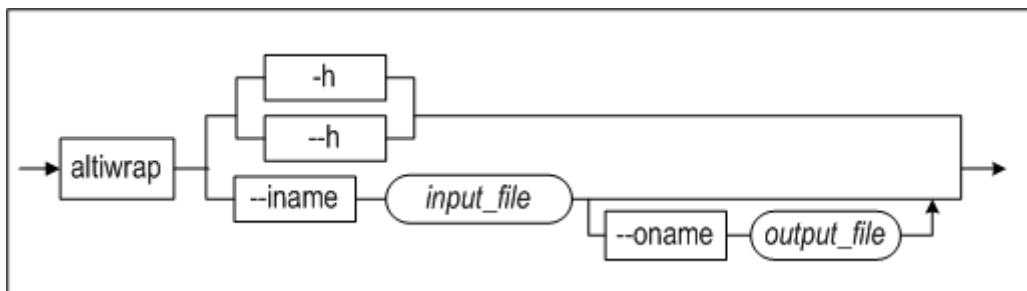 -h
altiwrap
--h
--iname input_file
--oname output_file